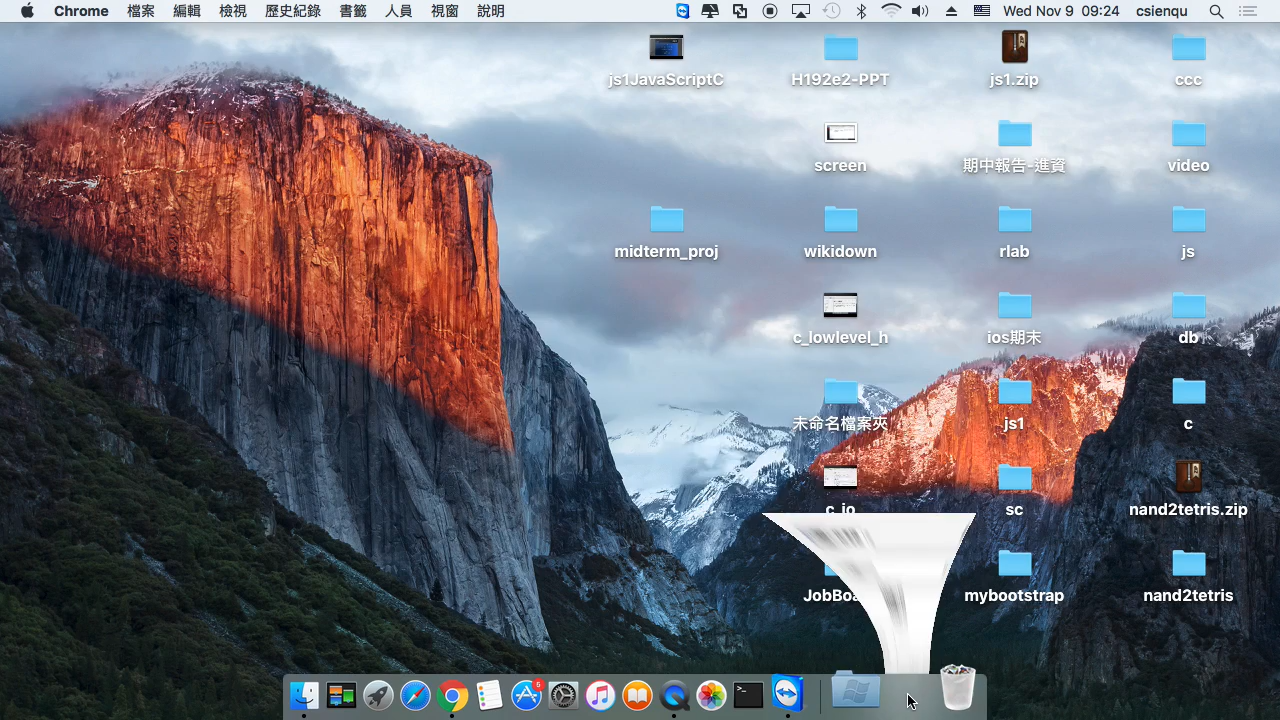 Chrome 檔案 編輯 檢視 歷史紀錄 書籤 人員 視窗 說明 Wed Nov 9 09:24 csienqu
js1JavaScriptC H192e2-PPT js1.zip ccc
screen 期中報告-進資 video
midterm_proj wikidown rlab js
c_lowlevel_h ios期末 db
未命名檔案夾 js1 c
c_io sc nand2tetris.zip
mybootstrap nand2tetris
6